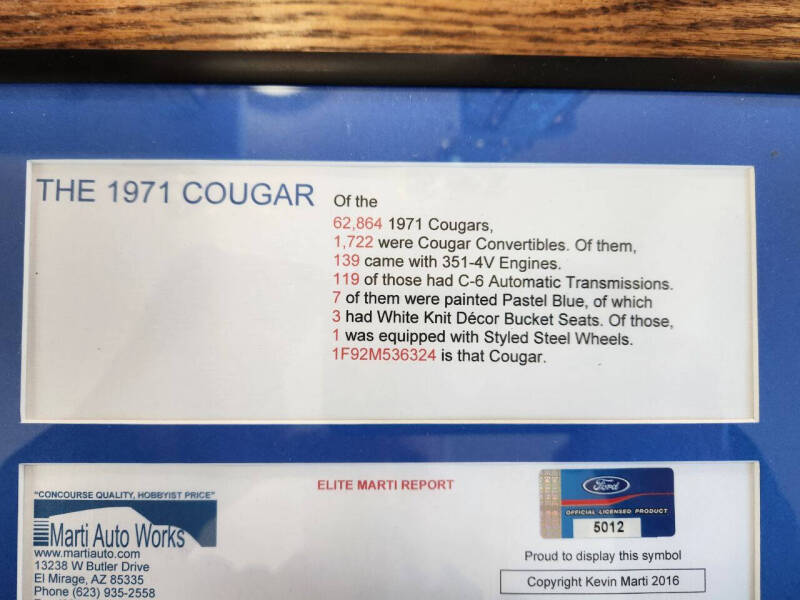 THE 1971 COUGAR
Of the
62,864 1971 Cougars,
1,722 were Cougar Convertibles. Of them,
139 came with 351-4V Engines.
119 of those had C-6 Automatic Transmissions.
7 of them were painted Pastel Blue, of which
3 had White Knit Décor Bucket Seats. Of those,
1 was equipped with Styled Steel Wheels.
1F92M536324 is that Cougar.
ELITE MARTI REPORT
"CONCOURSE QUALITY, HOBBYIST PRICE"
Marti Auto Works
www.martiauto.com
13238 W Butler Drive
El Mirage, AZ 85335
Phone (623) 935-2558
Ford
OFFICIAL LICENSED PRODUCT
5012
Proud to display this symbol
Copyright Kevin Marti 2016